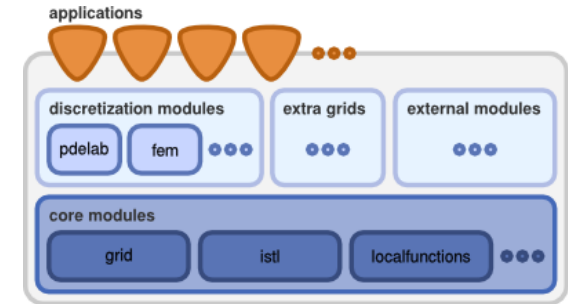 applications
discretization modules
extra grids
external modules
pdelab
fem
core modules
grid
istl
localfunctions